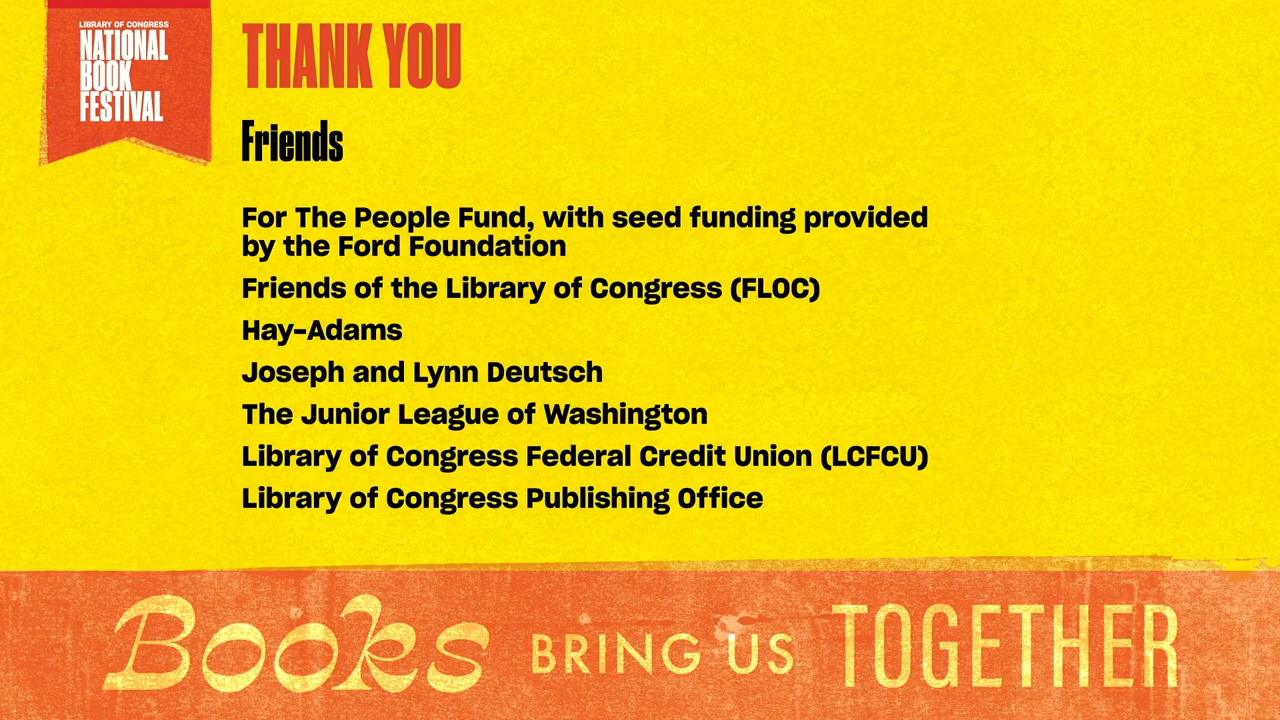 LIBRARY OF CONGRESS
NATIONAL
BOOK
FESTIVAL
THANK YOU
Friends
For The People Fund, with seed funding provided
by the Ford Foundation
Friends of the Library of Congress (FLOC)
Hay-Adams
Joseph and Lynn Deutsch
The Junior League of Washington
Library of Congress Federal Credit Union (LCFCU)
Library of Congress Publishing Office
Books BRING US TOGETHER